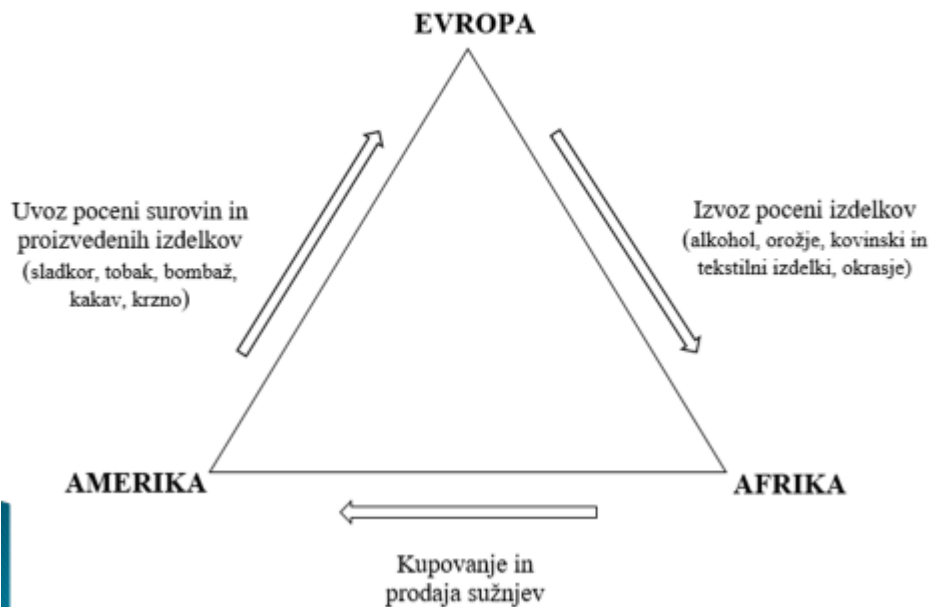 EVROPA
Uvoz poceni surovin in
proizvedenih izdelkov
(sladkor, tobak, bombaž,
kakav, krzno)
Izvoz poceni izdelkov
(alkohol, orožje, kovinski in
tekstilni izdelki, okrasje)
AMERIKA
AFRIKA
Kupovanje in
prodaja sužnjev